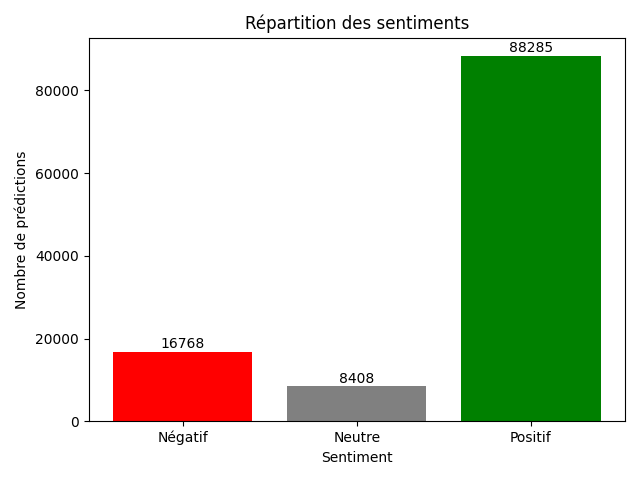 Répartition des sentiments
88285
80000
60000
Nombre de prédictions
40000
20000
16768
8408
0
Négatif
Neutre
Positif
Sentiment